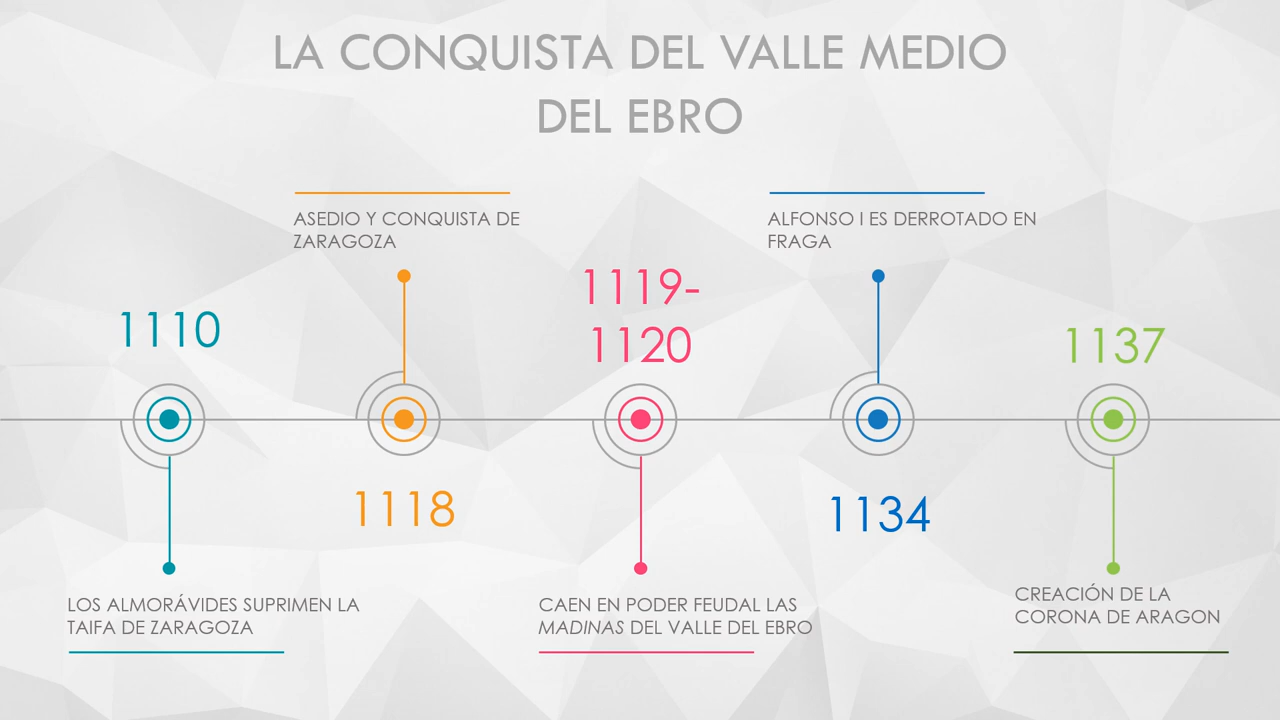 LA CONQUISTA DEL VALLE MEDIO
DEL EBRO
1110
LOS ALMORÁVIDES SUPRIMEN LA
TAIFA DE ZARAGOZA
ASEDIO Y CONQUISTA DE
ZARAGOZA
1118
1119-
1120
CAEN EN PODER FEUDAL LAS
MADINAS DEL VALLE DEL EBRO
ALFONSO I ES DERROTADO EN
FRAGA
1134
1137
CREACIÓN DE LA
CORONA DE ARAGON